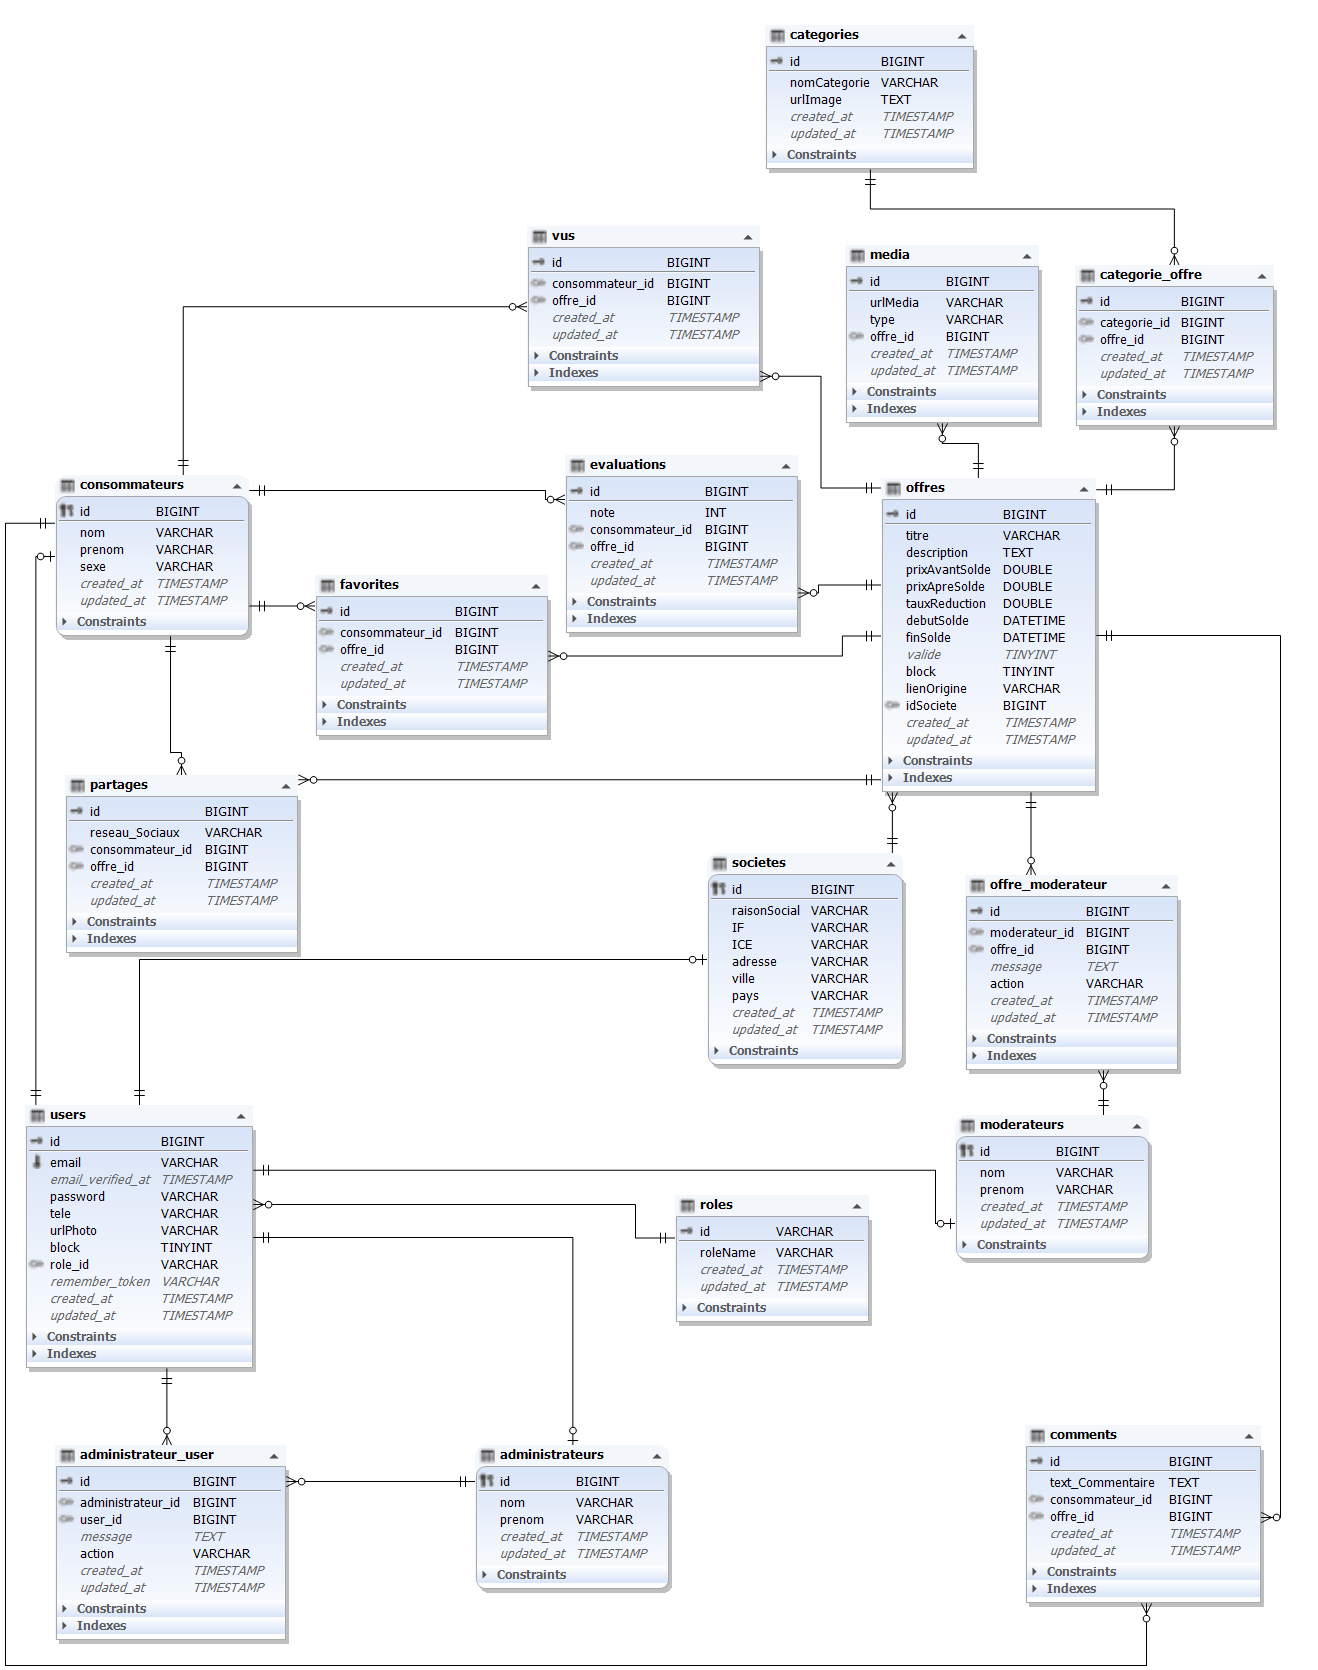 categories
id BIGINT
nomCategorie VARCHAR
urlImage TEXT
created_at TIMESTAMP
updated_at TIMESTAMP
Constraints
vus
id BIGINT
consommateur_id BIGINT
offre_id BIGINT
created_at TIMESTAMP
updated_at TIMESTAMP
Constraints
Indexes
media
id BIGINT
urlMedia VARCHAR
type VARCHAR
offre_id BIGINT
created_at TIMESTAMP
updated_at TIMESTAMP
Constraints
Indexes
categorie_offre
id BIGINT
categorie_id BIGINT
offre_id BIGINT
created_at TIMESTAMP
updated_at TIMESTAMP
Constraints
Indexes
consommateurs
id BIGINT
nom VARCHAR
prenom VARCHAR
sexe VARCHAR
created_at TIMESTAMP
updated_at TIMESTAMP
Constraints
evaluations
id BIGINT
note INT
consommateur_id BIGINT
offre_id BIGINT
created_at TIMESTAMP
updated_at TIMESTAMP
Constraints
Indexes
offres
id BIGINT
titre VARCHAR
description TEXT
prixAvantSolde DOUBLE
prixApreSolde DOUBLE
tauxReduction DOUBLE
debutSolde DATETIME
finSolde DATETIME
valide TINYINT
block TINYINT
lienOrigine VARCHAR
idSociete BIGINT
created_at TIMESTAMP
updated_at TIMESTAMP
Constraints
Indexes
favorites
id BIGINT
consommateur_id BIGINT
offre_id BIGINT
created_at TIMESTAMP
updated_at TIMESTAMP
Constraints
Indexes
partages
id BIGINT
reseau_Sociaux VARCHAR
consommateur_id BIGINT
offre_id BIGINT
created_at TIMESTAMP
updated_at TIMESTAMP
Constraints
Indexes
societes
id BIGINT
raisonSocial VARCHAR
IF VARCHAR
ICE VARCHAR
adresse VARCHAR
ville VARCHAR
pays VARCHAR
created_at TIMESTAMP
updated_at TIMESTAMP
Constraints
offre_moderateur
id BIGINT
moderateur_id BIGINT
offre_id BIGINT
message TEXT
action VARCHAR
created_at TIMESTAMP
updated_at TIMESTAMP
Constraints
Indexes
users
id BIGINT
email VARCHAR
email_verified_at TIMESTAMP
password VARCHAR
tele VARCHAR
urlPhoto VARCHAR
block TINYINT
role_id VARCHAR
remember_token VARCHAR
created_at TIMESTAMP
updated_at TIMESTAMP
Constraints
Indexes
moderateurs
id BIGINT
nom VARCHAR
prenom VARCHAR
created_at TIMESTAMP
updated_at TIMESTAMP
Constraints
roles
id VARCHAR
roleName VARCHAR
created_at TIMESTAMP
updated_at TIMESTAMP
Constraints
administrateur_user
id BIGINT
administrateur_id BIGINT
user_id BIGINT
message TEXT
action VARCHAR
created_at TIMESTAMP
updated_at TIMESTAMP
Constraints
Indexes
administrateurs
id BIGINT
nom VARCHAR
prenom VARCHAR
created_at TIMESTAMP
updated_at TIMESTAMP
Constraints
comments
id BIGINT
text_Commentaire TEXT
consommateur_id BIGINT
offre_id BIGINT
created_at TIMESTAMP
updated_at TIMESTAMP
Constraints
Indexes